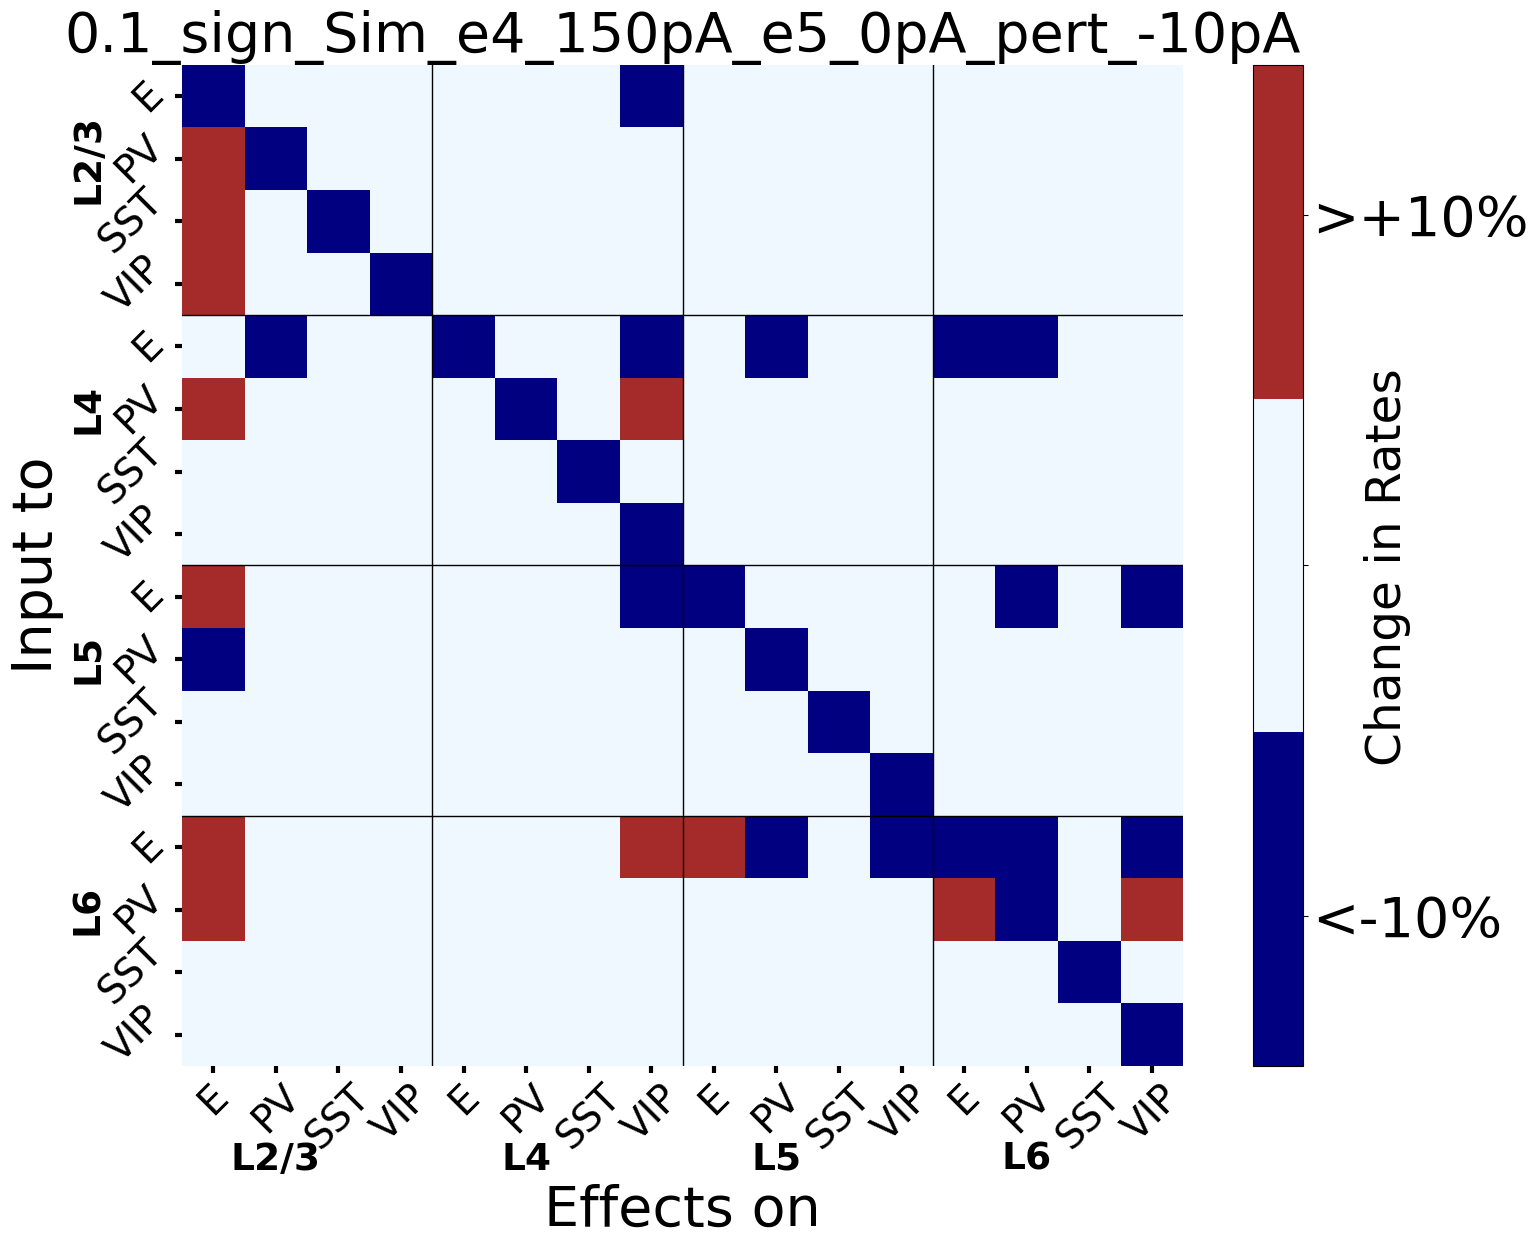 0.1_sign_Sim_e4_150pA_e5_0pA_pert_-10pA
Input to
L2/3
E
PV
SST
VIP
L4
E
PV
SST
VIP
L5
E
PV
SST
VIP
L6
E
PV
SST
VIP
E PV SST VIP E PV SST VIP E PV SST VIP E PV SST VIP
L2/3 L4 L5 L6
Effects on
>+10%
<-10%
Change in Rates